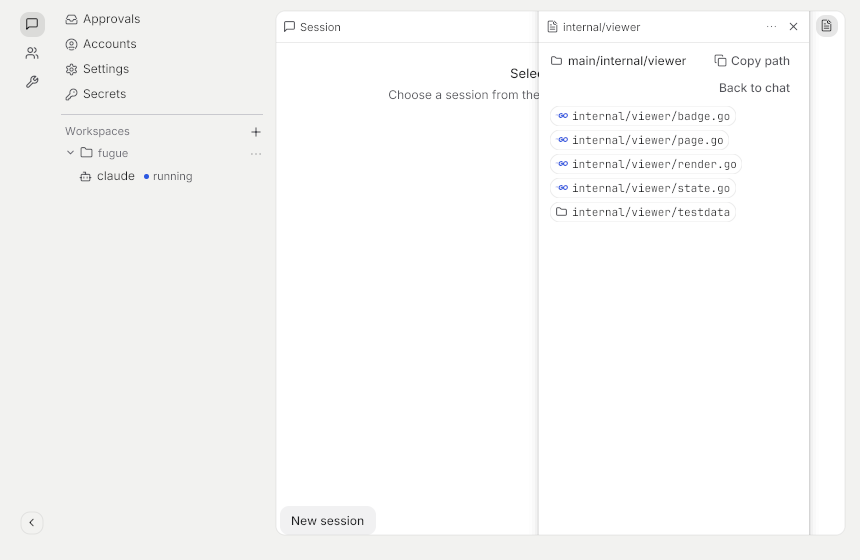 Approvals
Accounts
Settings
Secrets
Workspaces
fugue
claude running
Session
Choose a session from the
New session
internal/viewer
main/internal/viewer
Copy path
Back to chat
internal/viewer/badge.go
internal/viewer/page.go
internal/viewer/render.go
internal/viewer/state.go
internal/viewer/testdata